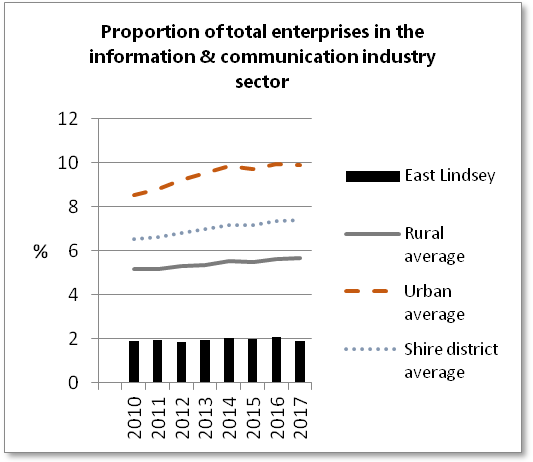 Proportion of total enterprises in the
information & communication industry
sector
12
10
8
6
4
2
0
%
2010
2011
2012
2013
2014
2015
2016
2017
East Lindsey
Rural
average
Urban
average
Shire district
average